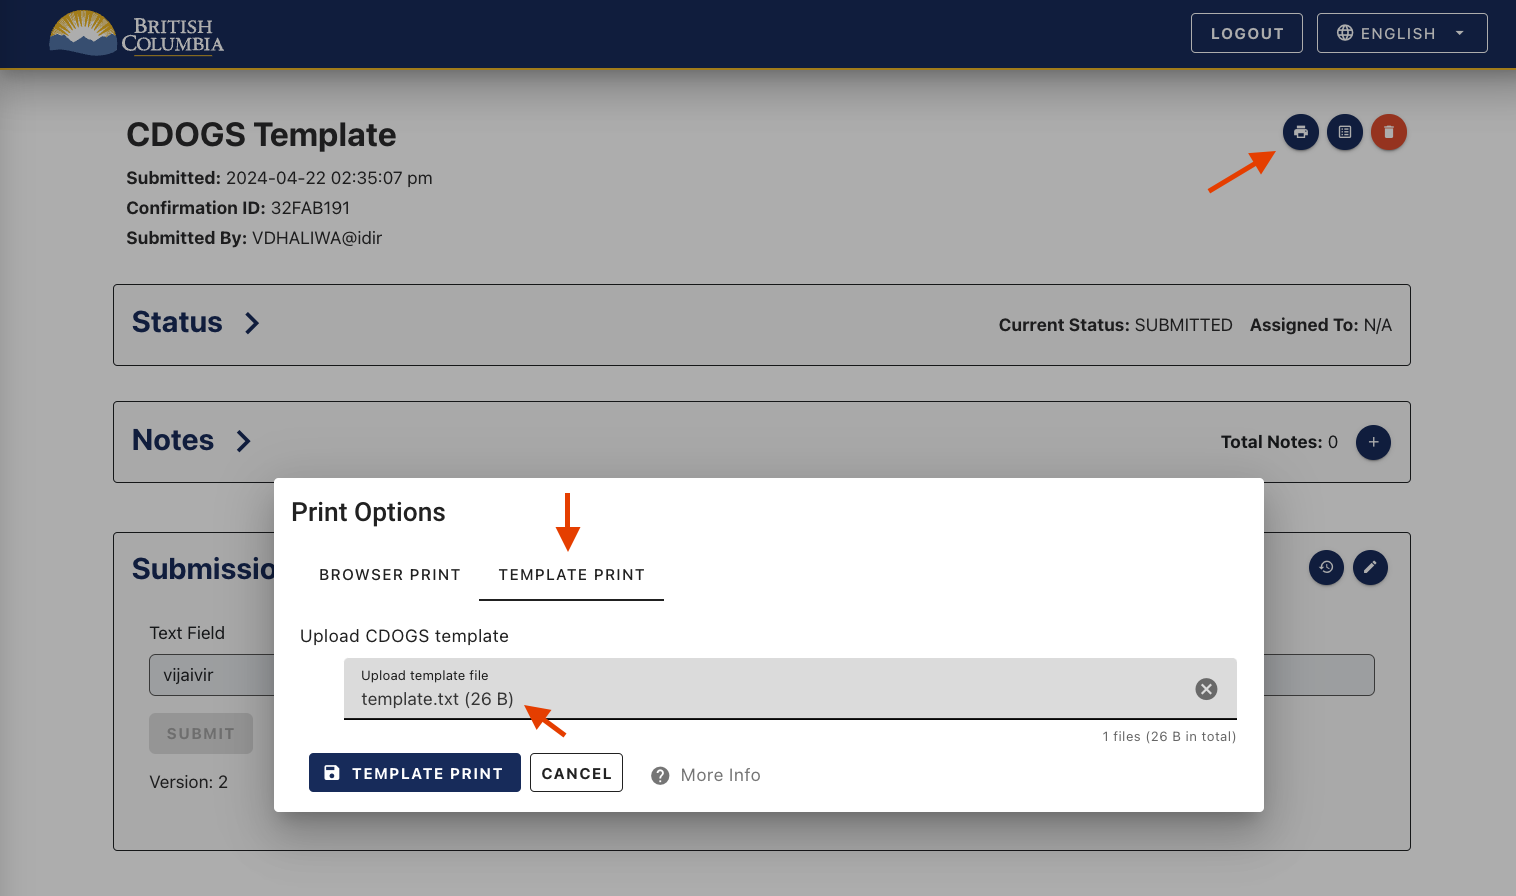 BRITISH
COLUMBIA
LOGOUT
ENGLISH
CDOGS Template
Submitted: 2024-04-22 02:35:07 pm
Confirmation ID: 32FAB191
Submitted By: VDHALIWA@idir
Status
Current Status: SUBMITTED Assigned To: N/A
Notes
Total Notes: 0
Print Options
BROWSER PRINT TEMPLATE PRINT
Upload CDOGS template
Upload template file
template.txt (26 B)
1 files (26 B in total)
TEMPLATE PRINT
CANCEL
More Info
Submissio
Text Field
vijaivir
SUBMIT
Version: 2